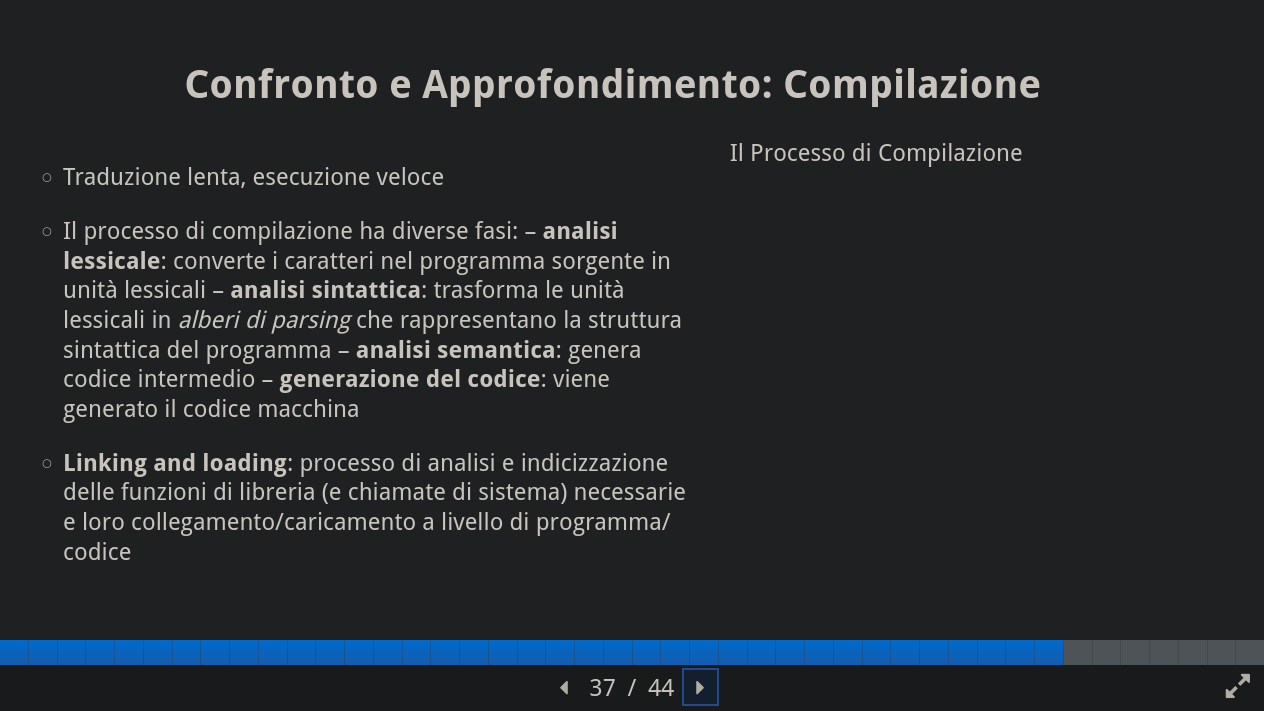 Confronto e Approfondimento: Compilazione
Il Processo di Compilazione
Traduzione lenta, esecuzione veloce
Il processo di compilazione ha diverse fasi: – analisi
lessicale: converte i caratteri nel programma sorgente in
unità lessicali – analisi sintattica: trasforma le unità
lessicali in alberi di parsing che rappresentano la struttura
sintattica del programma – analisi semantica: genera
codice intermedio – generazione del codice: viene
generato il codice macchina
Linking and loading: processo di analisi e indicizzazione
delle funzioni di libreria (e chiamate di sistema) necessarie
e loro collegamento/caricamento a livello di programma/
codice
37 / 44